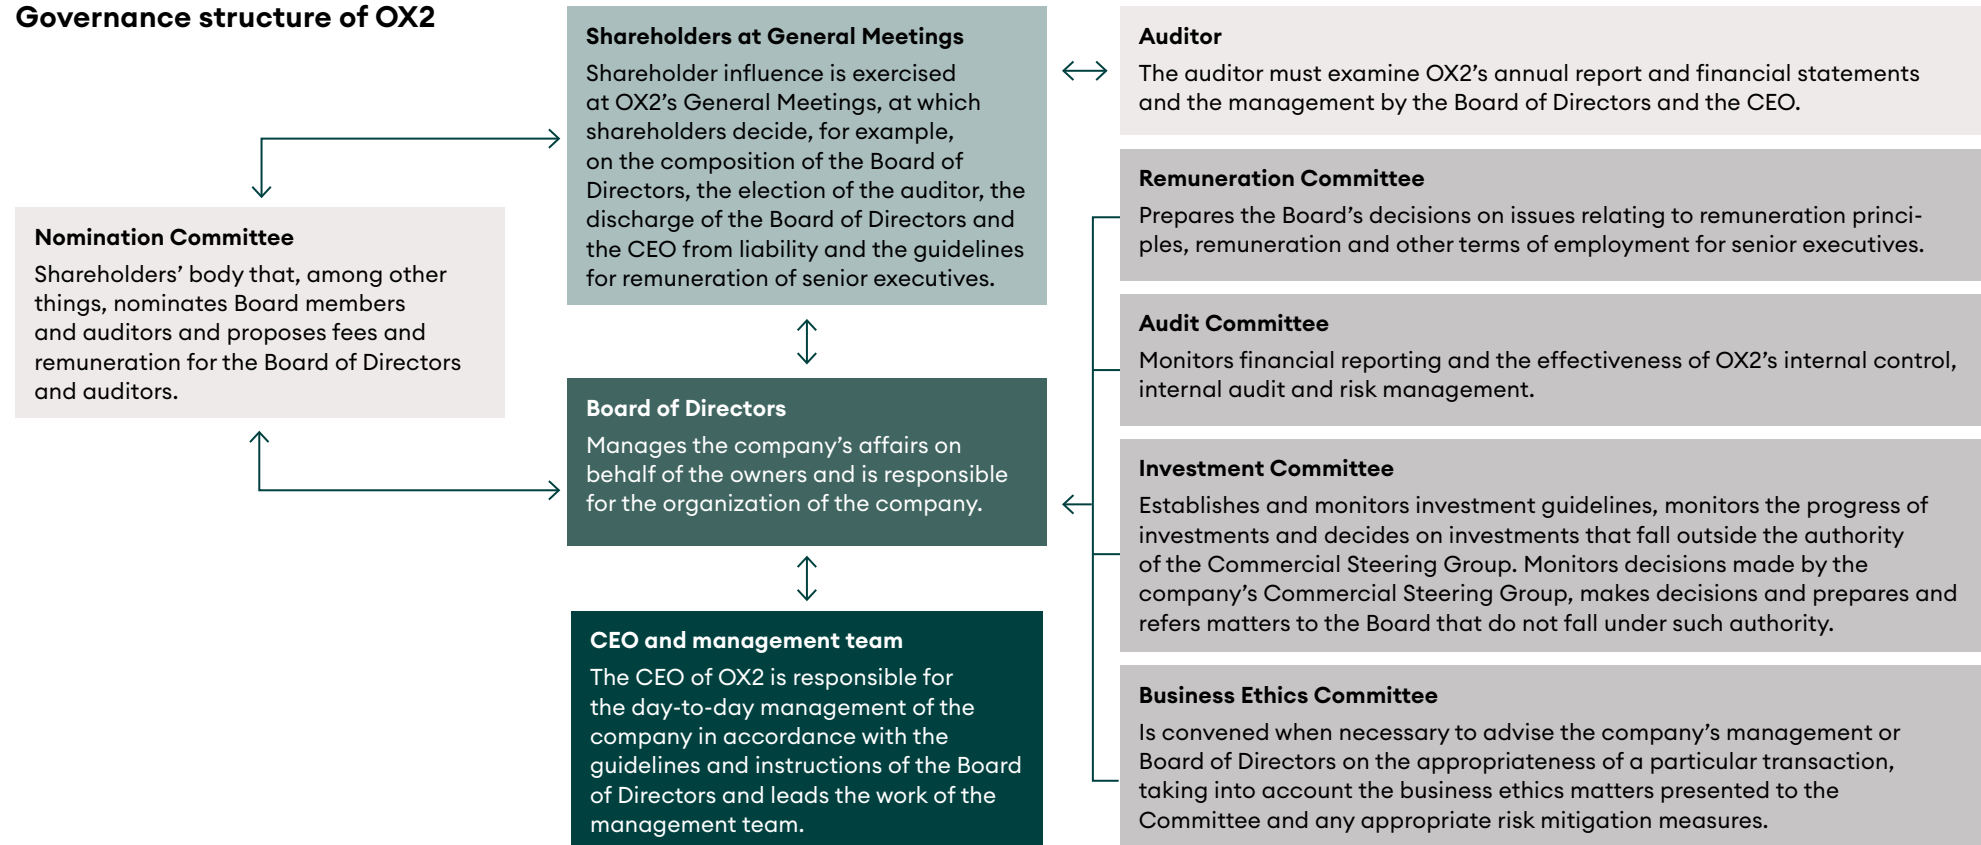 Governance structure of OX2
Nomination Committee
Shareholders’ body that, among other
things, nominates Board members
and auditors and proposes fees and
remuneration for the Board of Directors
and auditors.
Shareholders at General Meetings
Shareholder influence is exercised
at OX2’s General Meetings, at which
shareholders decide, for example,
on the composition of the Board of
Directors, the election of the auditor, the
discharge of the Board of Directors and
the CEO from liability and the guidelines
for remuneration of senior executives.
Board of Directors
Manages the company’s affairs on
behalf of the owners and is responsible
for the organization of the company.
CEO and management team
The CEO of OX2 is responsible for
the day-to-day management of the
company in accordance with the
guidelines and instructions of the Board
of Directors and leads the work of the
management team.
Auditor
The auditor must examine OX2’s annual report and financial statements
and the management by the Board of Directors and the CEO.
Remuneration Committee
Prepares the Board’s decisions on issues relating to remuneration princi-
ples, remuneration and other terms of employment for senior executives.
Audit Committee
Monitors financial reporting and the effectiveness of OX2’s internal control,
internal audit and risk management.
Investment Committee
Establishes and monitors investment guidelines, monitors the progress of
investments and decides on investments that fall outside the authority
of the Commercial Steering Group. Monitors decisions made by the
company’s Commercial Steering Group, makes decisions and prepares and
refers matters to the Board that do not fall under such authority.
Business Ethics Committee
Is convened when necessary to advise the company’s management or
Board of Directors on the appropriateness of a particular transaction,
taking into account the business ethics matters presented to the
Committee and any appropriate risk mitigation measures.